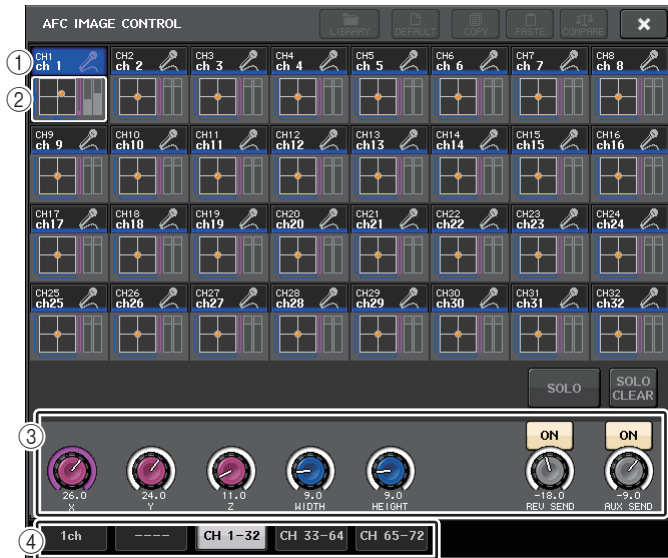 AFC IMAGE CONTROL
LIBRARY DEFAULT COPY PASTE COMPARE
① CH1 CH2 CH3 CH4 CH5 CH6 CH7 CH8
ch 1 ch 2 ch 3 ch 4 ch 5 ch 6 ch 7 ch 8
②
CH9 CH10 CH11 CH12 CH13 CH14 CH15 CH16
ch 9 ch10 ch11 ch12 ch13 ch14 ch15 ch16
CH17 CH18 CH19 CH20 CH21 CH22 CH23 CH24
ch17 ch18 ch19 ch20 ch21 ch22 ch23 ch24
CH25 CH26 CH27 CH28 CH29 CH30 CH31 CH32
ch25 ch26 ch27 ch28 ch29 ch30 ch31 ch32
SOLO SOLO
CLEAR
③ ON ON
26.0 24.0 11.0 9.0 9.0 -18.0 -9.0
X Y Z WIDTH HEIGHT REV SEND AUX SEND
④ 1ch ---- CH 1-32 CH 33-64 CH 65-72